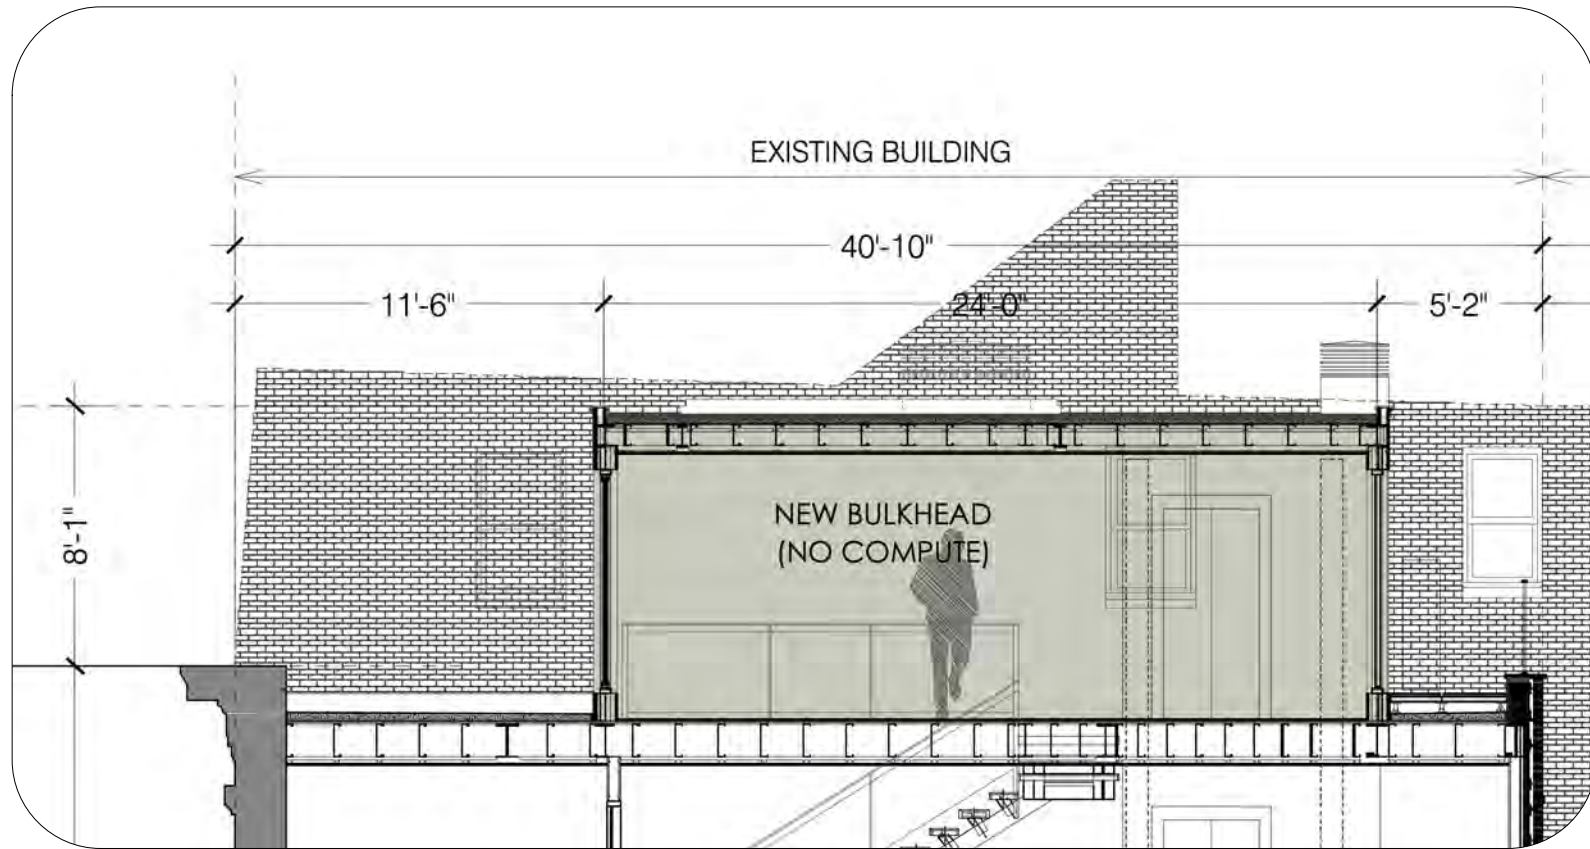 EXISTING BUILDING
40'-10"
11'-6"
24'-0"
5'-2"
8'-1"
NEW BULKHEAD
(NO COMPUTE)